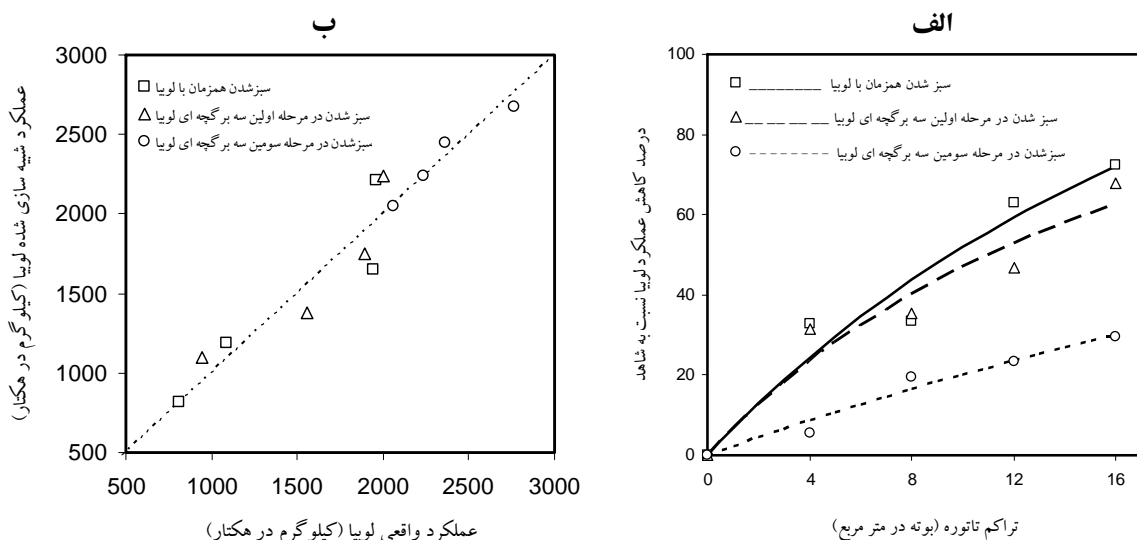 الف
100
80
60
40
20
0
0
4
8
12
16
سبز شدن همزمان با لوبیا
سبز شدن در مرحله اولین سه برگچه ای لوبیا
سبزشدن در مرحله سومین سه برگچه ای لوبیا
درصد کاهش عملکرد لوبیا نسبت به شاهد
تراکم تاتوره (بوته در متر مربع)
ب
3000
2500
2000
1500
1000
500
500
1000
1500
2000
2500
3000
سبزشدن همزمان با لوبیا
سبز شدن در مرحله اولین سه برگچه ای لوبیا
سبزشدن در مرحله سومین سه برگچه ای لوبیا
عملکرد شبیه سازی شده لوبیا (کیلوگرم در هکتار)
عملکرد واقعی لوبیا (کیلوگرم در هکتار)